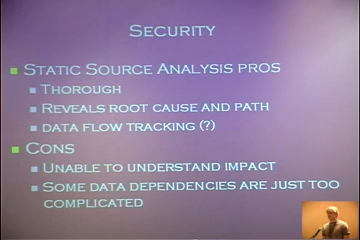 SECURITY
STATIC SOURCE ANALYSIS PROS
THOROUGH
REVEALS ROOT CAUSE AND PATH
DATA FLOW TRACKING (?)
CONS
UNABLE TO UNDERSTAND IMPACT
SOME DATA DEPENDENCIES ARE JUST TOO
COMPLICATED